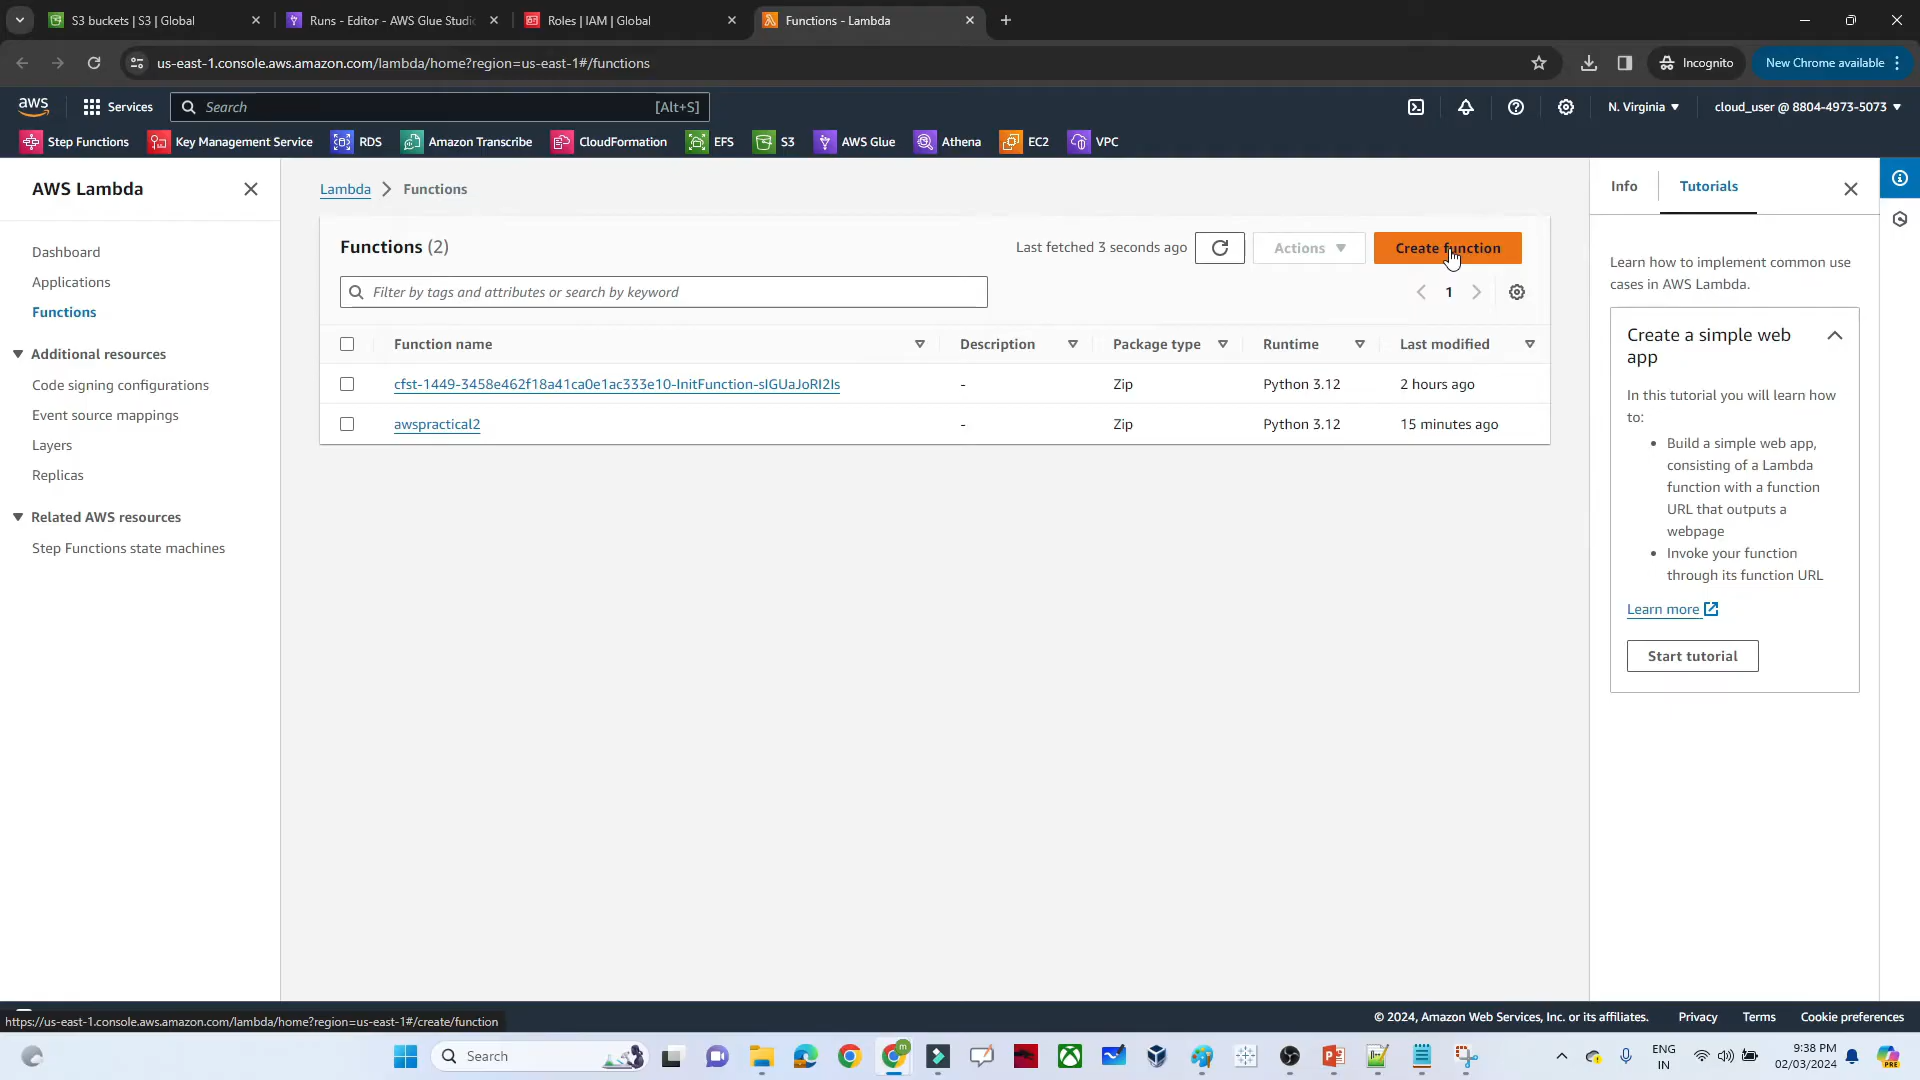 S3 buckets | S3 | Global
Runs - Editor - AWS Glue Studi
Roles | IAM | Global
Functions - Lambda
us-east-1.console.aws.amazon.com/lambda/home?region=us-east-1#/functions
Incognito
New Chrome available
aws
Services
Search
[Alt+S]
N. Virginia
cloud_user @ 8804-4973-5073
Step Functions
Key Management Service
RDS
Amazon Transcribe
CloudFormation
EFS
S3
AWS Glue
Athena
EC2
VPC
AWS Lambda
Dashboard
Applications
Functions
Additional resources
Code signing configurations
Event source mappings
Layers
Replicas
Related AWS resources
Step Functions state machines
Lambda
Functions
Functions (2)
Last fetched 3 seconds ago
Actions
Create function
Filter by tags and attributes or search by keyword
1
Function name
Description
Package type
Runtime
Last modified
cfst-1449-3458e462f18a41ca0e1ac333e10-InitFunction-sIGUaJoRI2Is
-
Zip
Python 3.12
2 hours ago
awspractical2
-
Zip
Python 3.12
15 minutes ago
Info
Tutorials
Learn how to implement common use
cases in AWS Lambda.
Create a simple web
app
In this tutorial you will learn how
to:
• Build a simple web app,
consisting of a Lambda
function with a function
URL that outputs a
webpage
• Invoke your function
through its function URL
Learn more
Start tutorial
https://us-east-1.console.aws.amazon.com/lambda/home?region=us-east-1#/create/function
© 2024, Amazon Web Services, Inc. or its affiliates.
Privacy
Terms
Cookie preferences
Search
ENG
IN
9:38 PM
02/03/2024